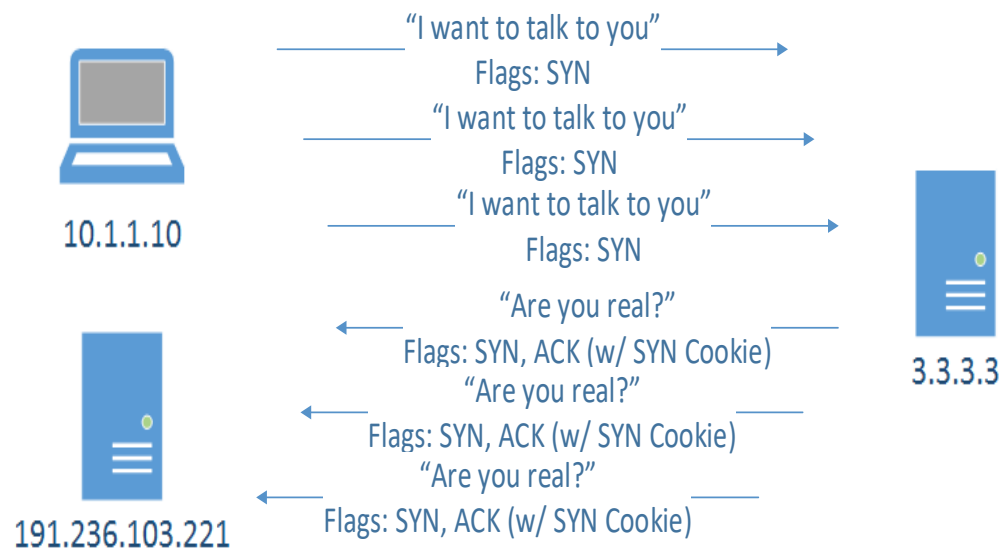 “I want to talk to you”
Flags: SYN
“I want to talk to you”
Flags: SYN
“I want to talk to you”
Flags: SYN
10.1.1.10
“Are you real?”
Flags: SYN, ACK (w/ SYN Cookie)
“Are you real?”
Flags: SYN, ACK (w/ SYN Cookie)
“Are you real?”
Flags: SYN, ACK (w/ SYN Cookie)
3.3.3.3
191.236.103.221